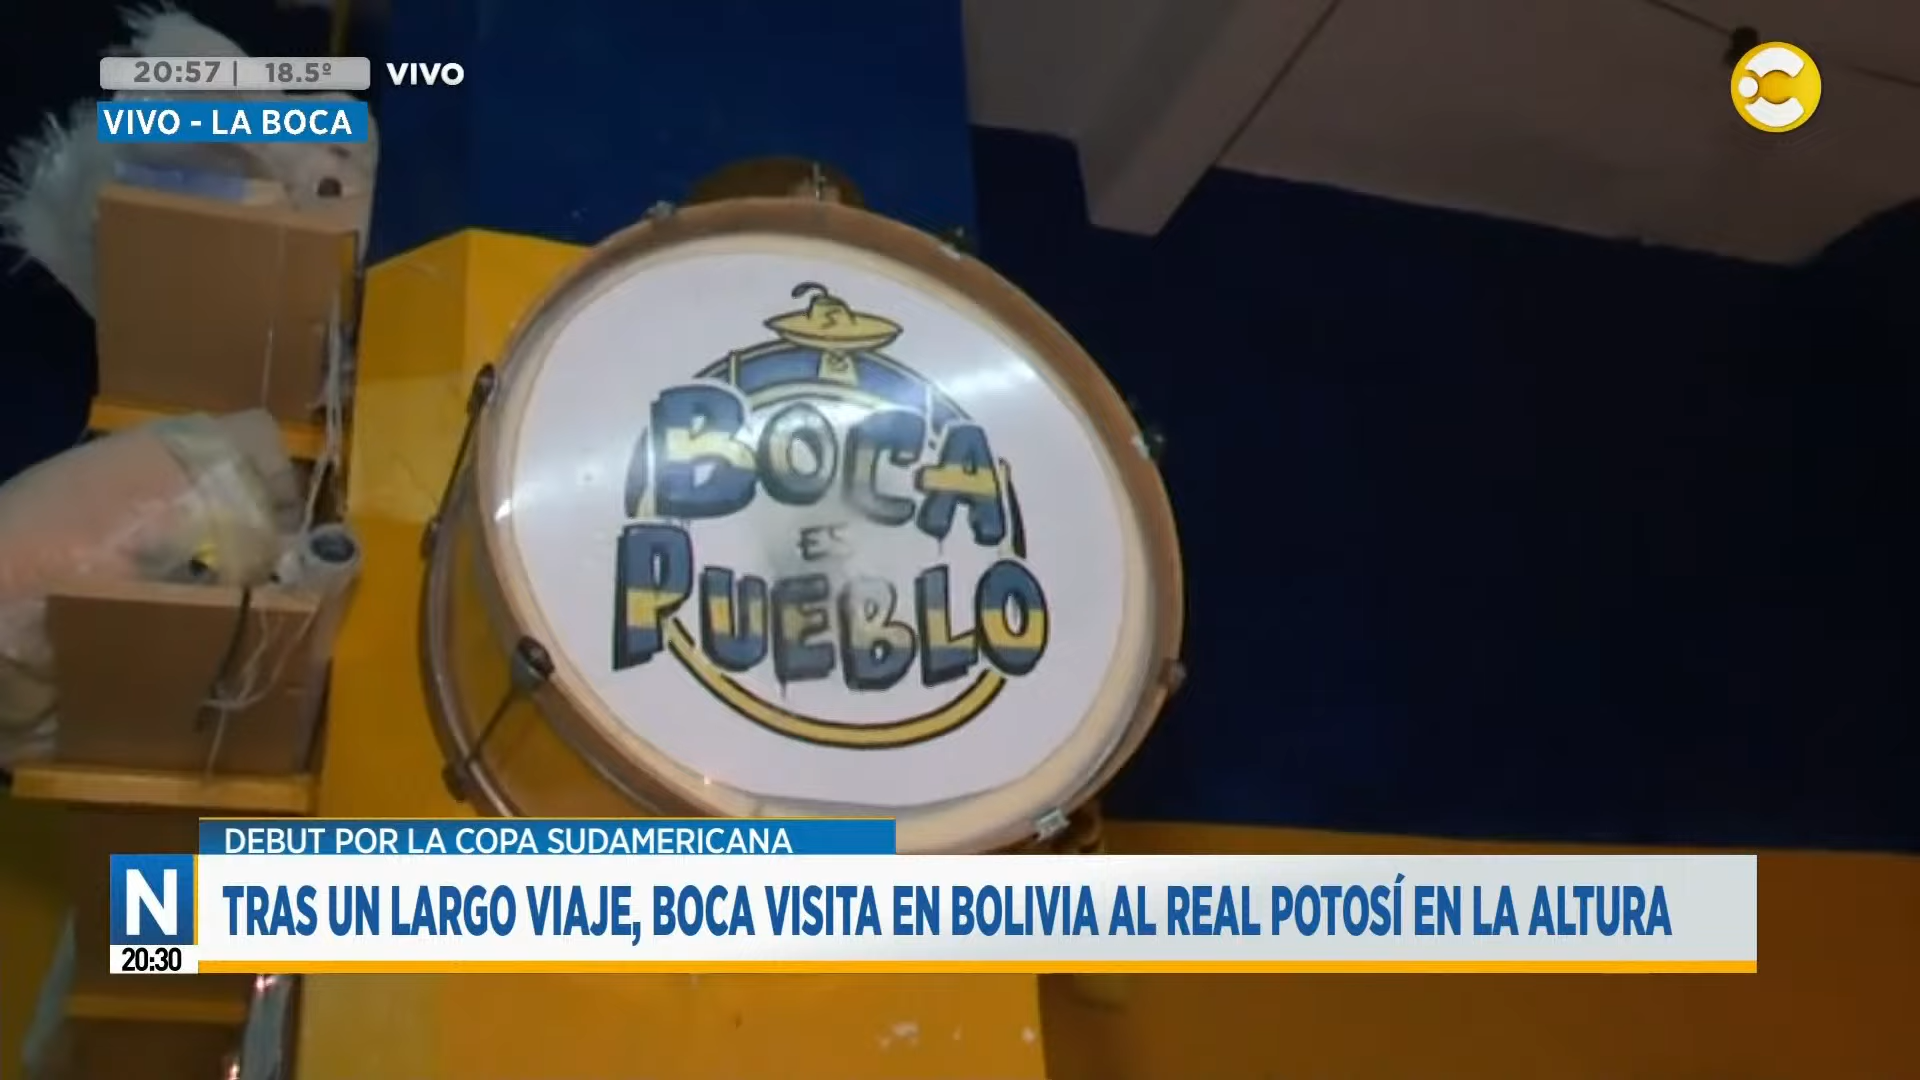 20:57 | 18.5º VIVO
VIVO - LA BOCA
BOCA
ES
PUEBLO
DEBUT POR LA COPA SUDAMERICANA
N TRAS UN LARGO VIAJE, BOCA VISITA EN BOLIVIA AL REAL POTOSÍ EN LA ALTURA
20:30